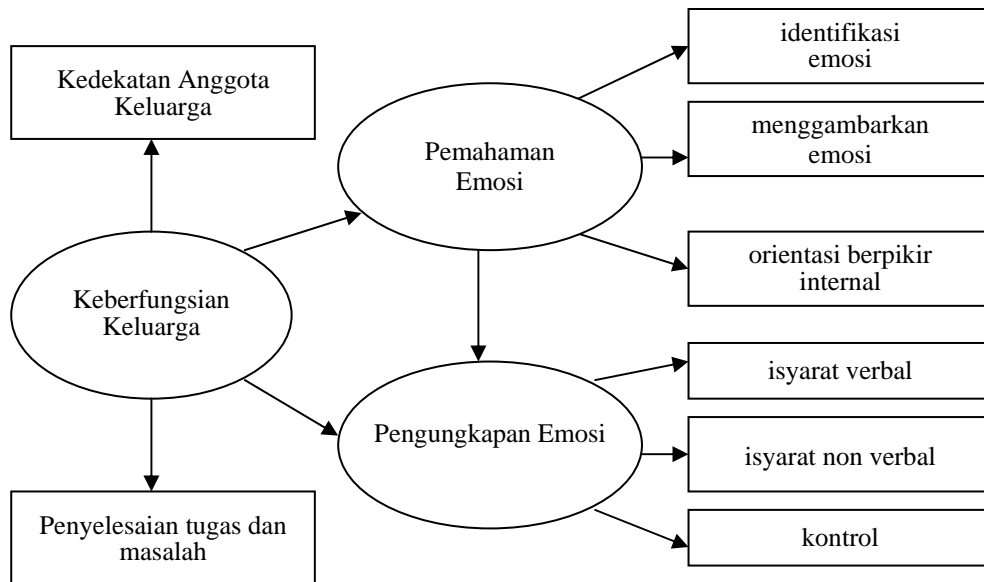 Kedekatan Anggota
Keluarga
identifikasi
emosi
menggambarkan
emosi
Pemahaman
Emosi
orientasi berpikir
internal
Keberfungsian
Keluarga
isyarat verbal
Pengungkapan Emosi
isyarat non verbal
Penyelesaian tugas dan
masalah
kontrol